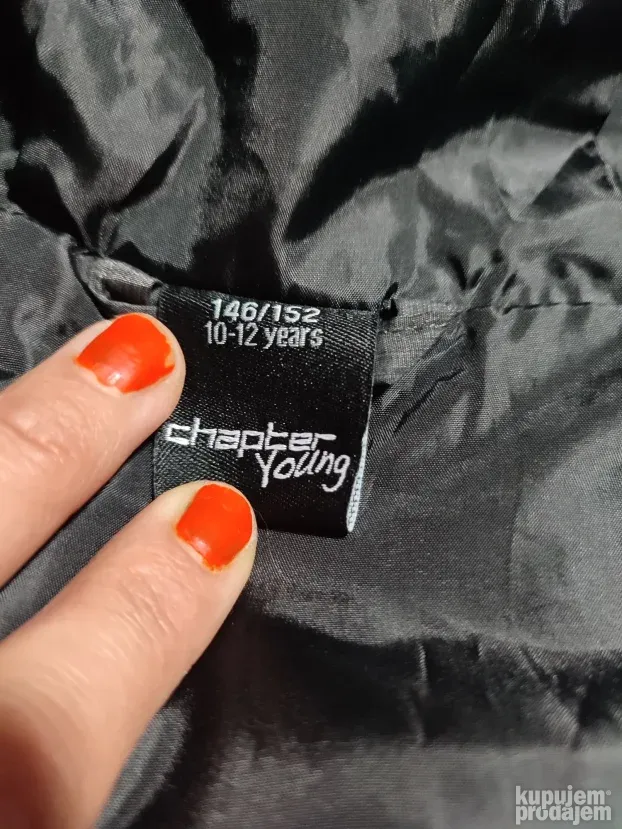 146/152
10-12 years
chapter
Young
kupujem
prodajem